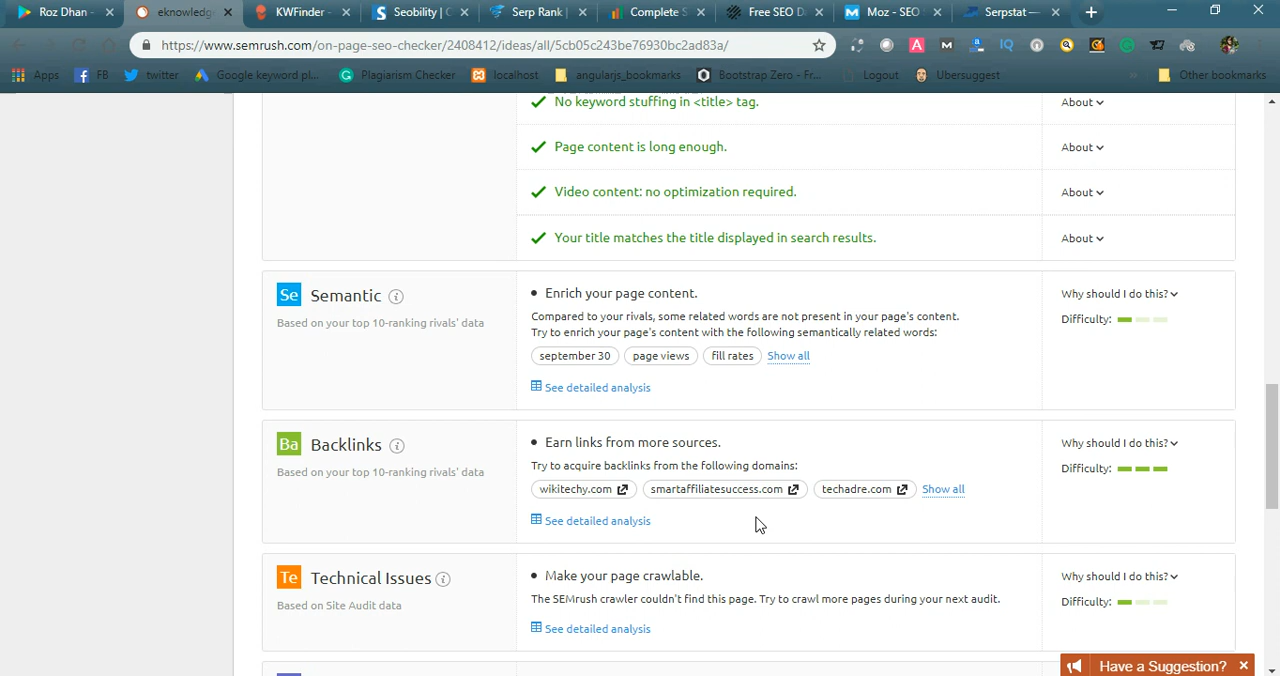 Roz Dhan -
eknowledg
KWFinder -
Seobility | C
Serp Rank |
Complete S
Free SEO D
Moz - SEO
Serpstat —
https://www.semrush.com/on-page-seo-checker/2408412/ideas/all/5cb05c243be76930bc2ad83a/
Apps
FB
twitter
Google keyword pl...
Plagiarism Checker
localhost
angularjs_bookmarks
Bootstrap Zero - Fr...
Logout
Ubersuggest
»
Other bookmarks
No keyword stuffing in <title> tag.
About
Page content is long enough.
About
Video content: no optimization required.
About
Your title matches the title displayed in search results.
About
Se Semantic
Based on your top 10-ranking rivals' data
• Enrich your page content.
Compared to your rivals, some related words are not present in your page's content.
Try to enrich your page's content with the following semantically related words:
september 30 page views fill rates Show all
See detailed analysis
Why should I do this?
Difficulty:
Ba Backlinks
Based on your top 10-ranking rivals' data
• Earn links from more sources.
Try to acquire backlinks from the following domains:
wikitechy.com smartaffiliatesuccess.com techadre.com Show all
See detailed analysis
Why should I do this?
Difficulty:
Te Technical Issues
Based on Site Audit data
• Make your page crawlable.
The SEMrush crawler couldn't find this page. Try to crawl more pages during your next audit.
See detailed analysis
Why should I do this?
Difficulty:
Have a Suggestion? ×